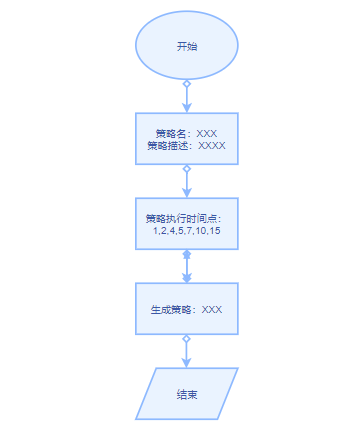 开始
策略名：XXX
策略描述：XXXX
策略执行时间点：
1,2,4,5,7,10,15
生成策略：XXX
结束